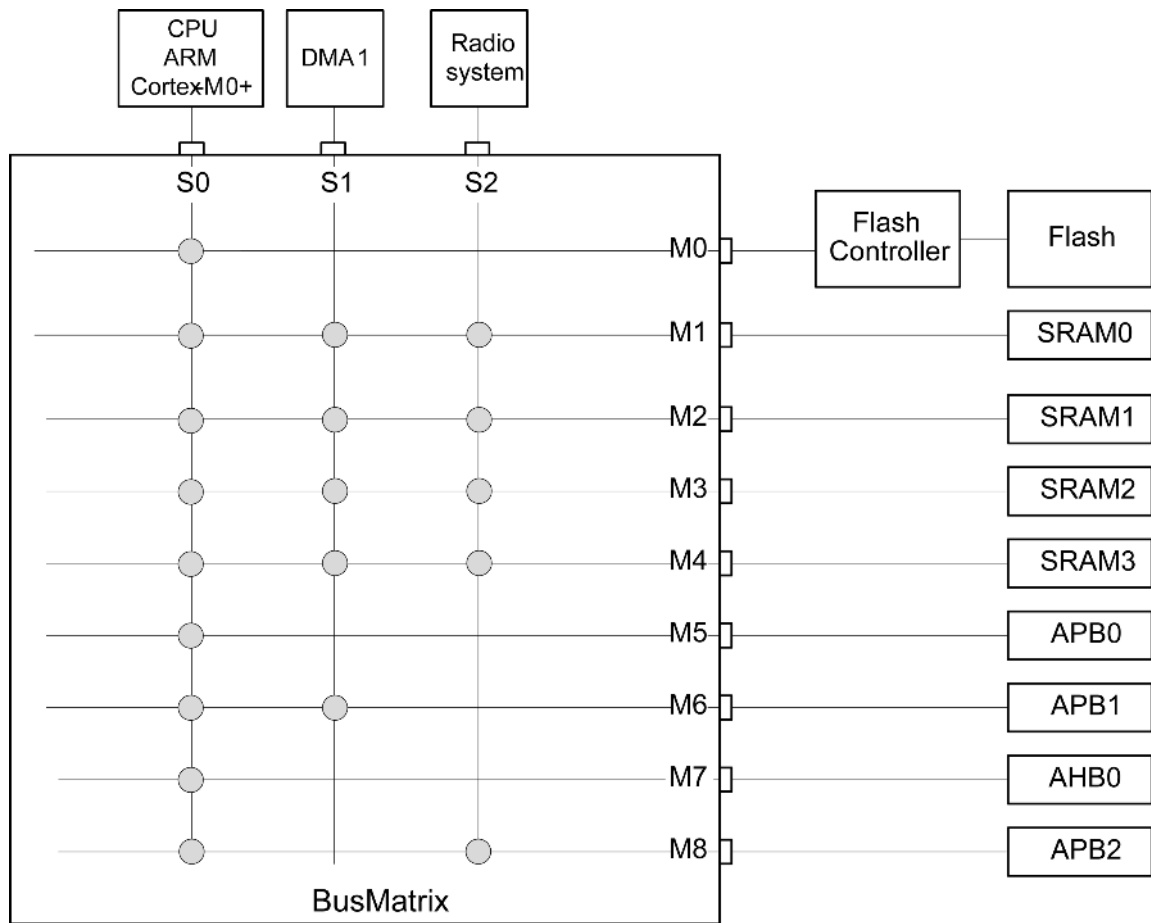 CPU
ARM
Cortex-M0+
DMA1
Radio
system
S0
S1
S2
M0
Flash
Controller
Flash
M1
SRAM0
M2
SRAM1
M3
SRAM2
M4
SRAM3
M5
APB0
M6
APB1
M7
AHB0
M8
APB2
BusMatrix